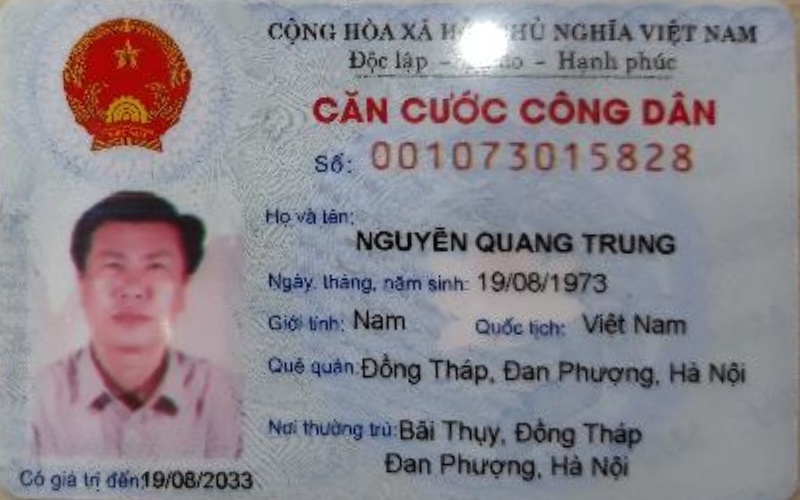 CỘNG HÒA XÃ CHỦ NGHĨA VIỆT NAM
Độc lập - - Hạnh phúc
CĂN CƯỚC CÔNG DÂN
Số: 001073015828
Họ và tên:
NGUYỄN QUANG TRUNG
Ngày, tháng, năm sinh: 19/08/1973
Giới tính: Nam Quốc tịch: Việt Nam
Quê quán: Đồng Tháp, Đan Phượng, Hà Nội
Nơi thường trú: Bãi Thụy, Đồng Tháp
Đan Phượng, Hà Nội
Có giá trị đến: 19/08/2033